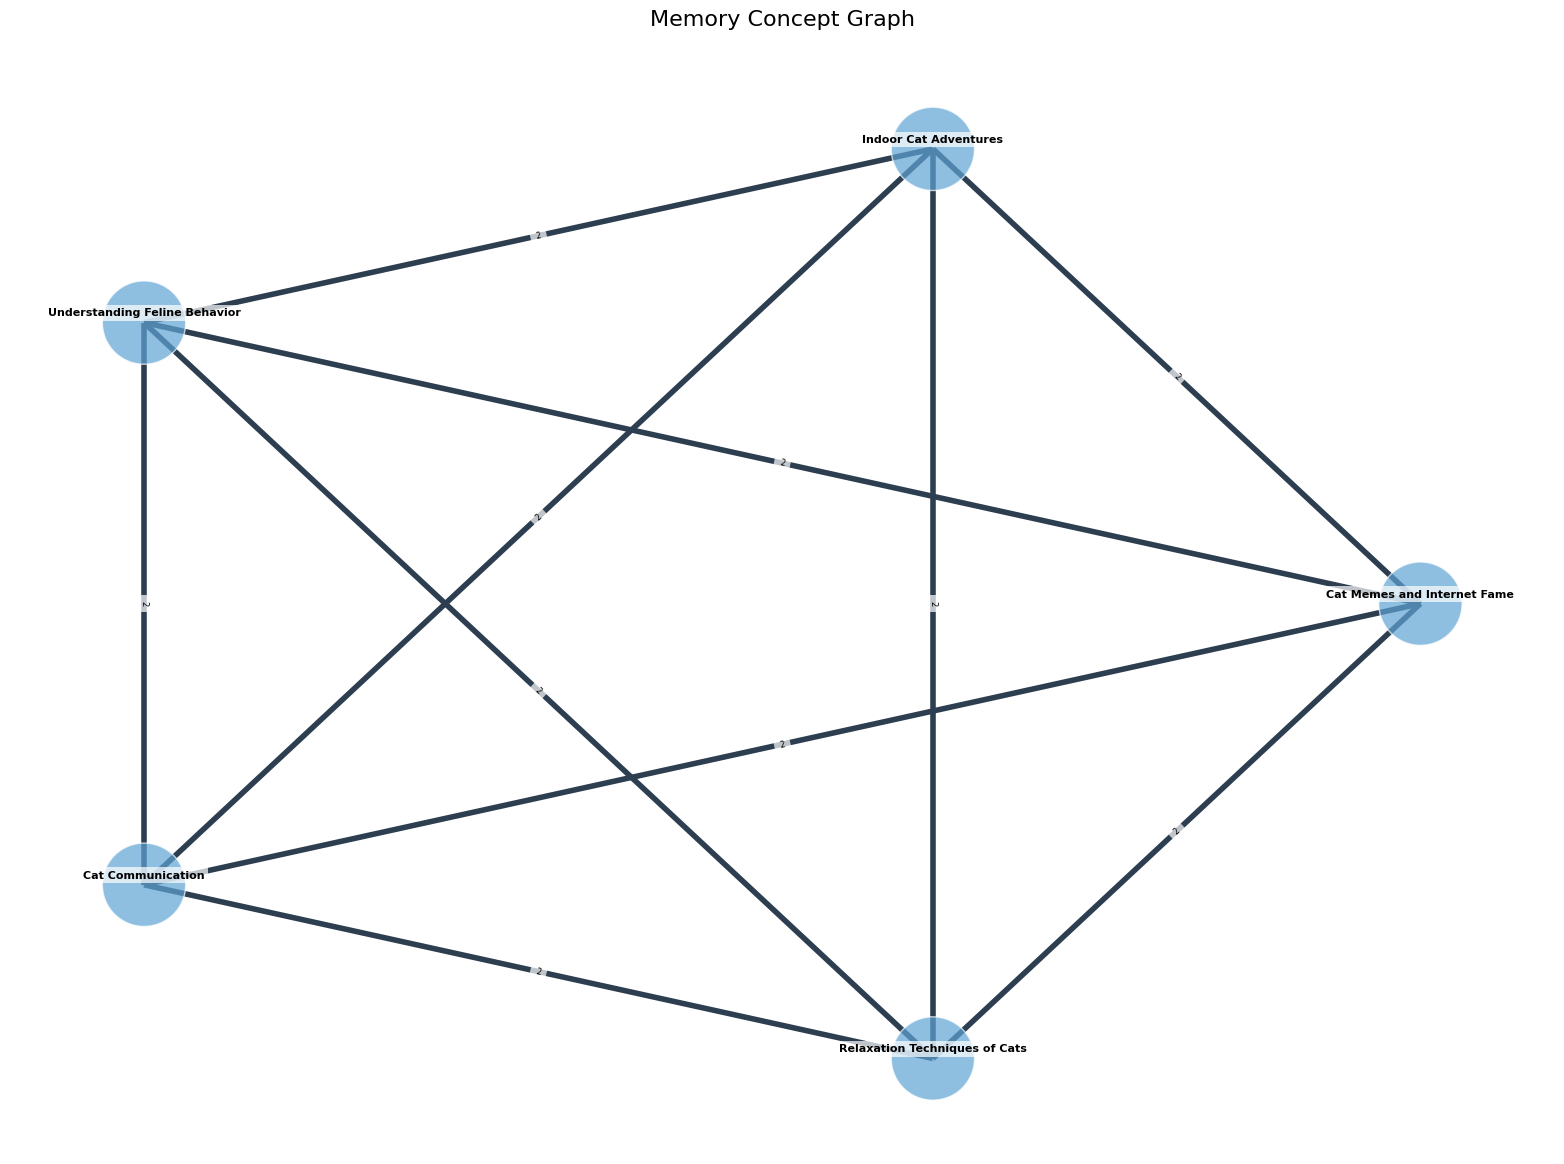 Memory Concept Graph
Indoor Cat Adventures
2
Understanding Feline Behavior
2
2
2
Cat Memes and Internet Fame
2
2
2
2
2
Cat Communication
2
Relaxation Techniques of Cats